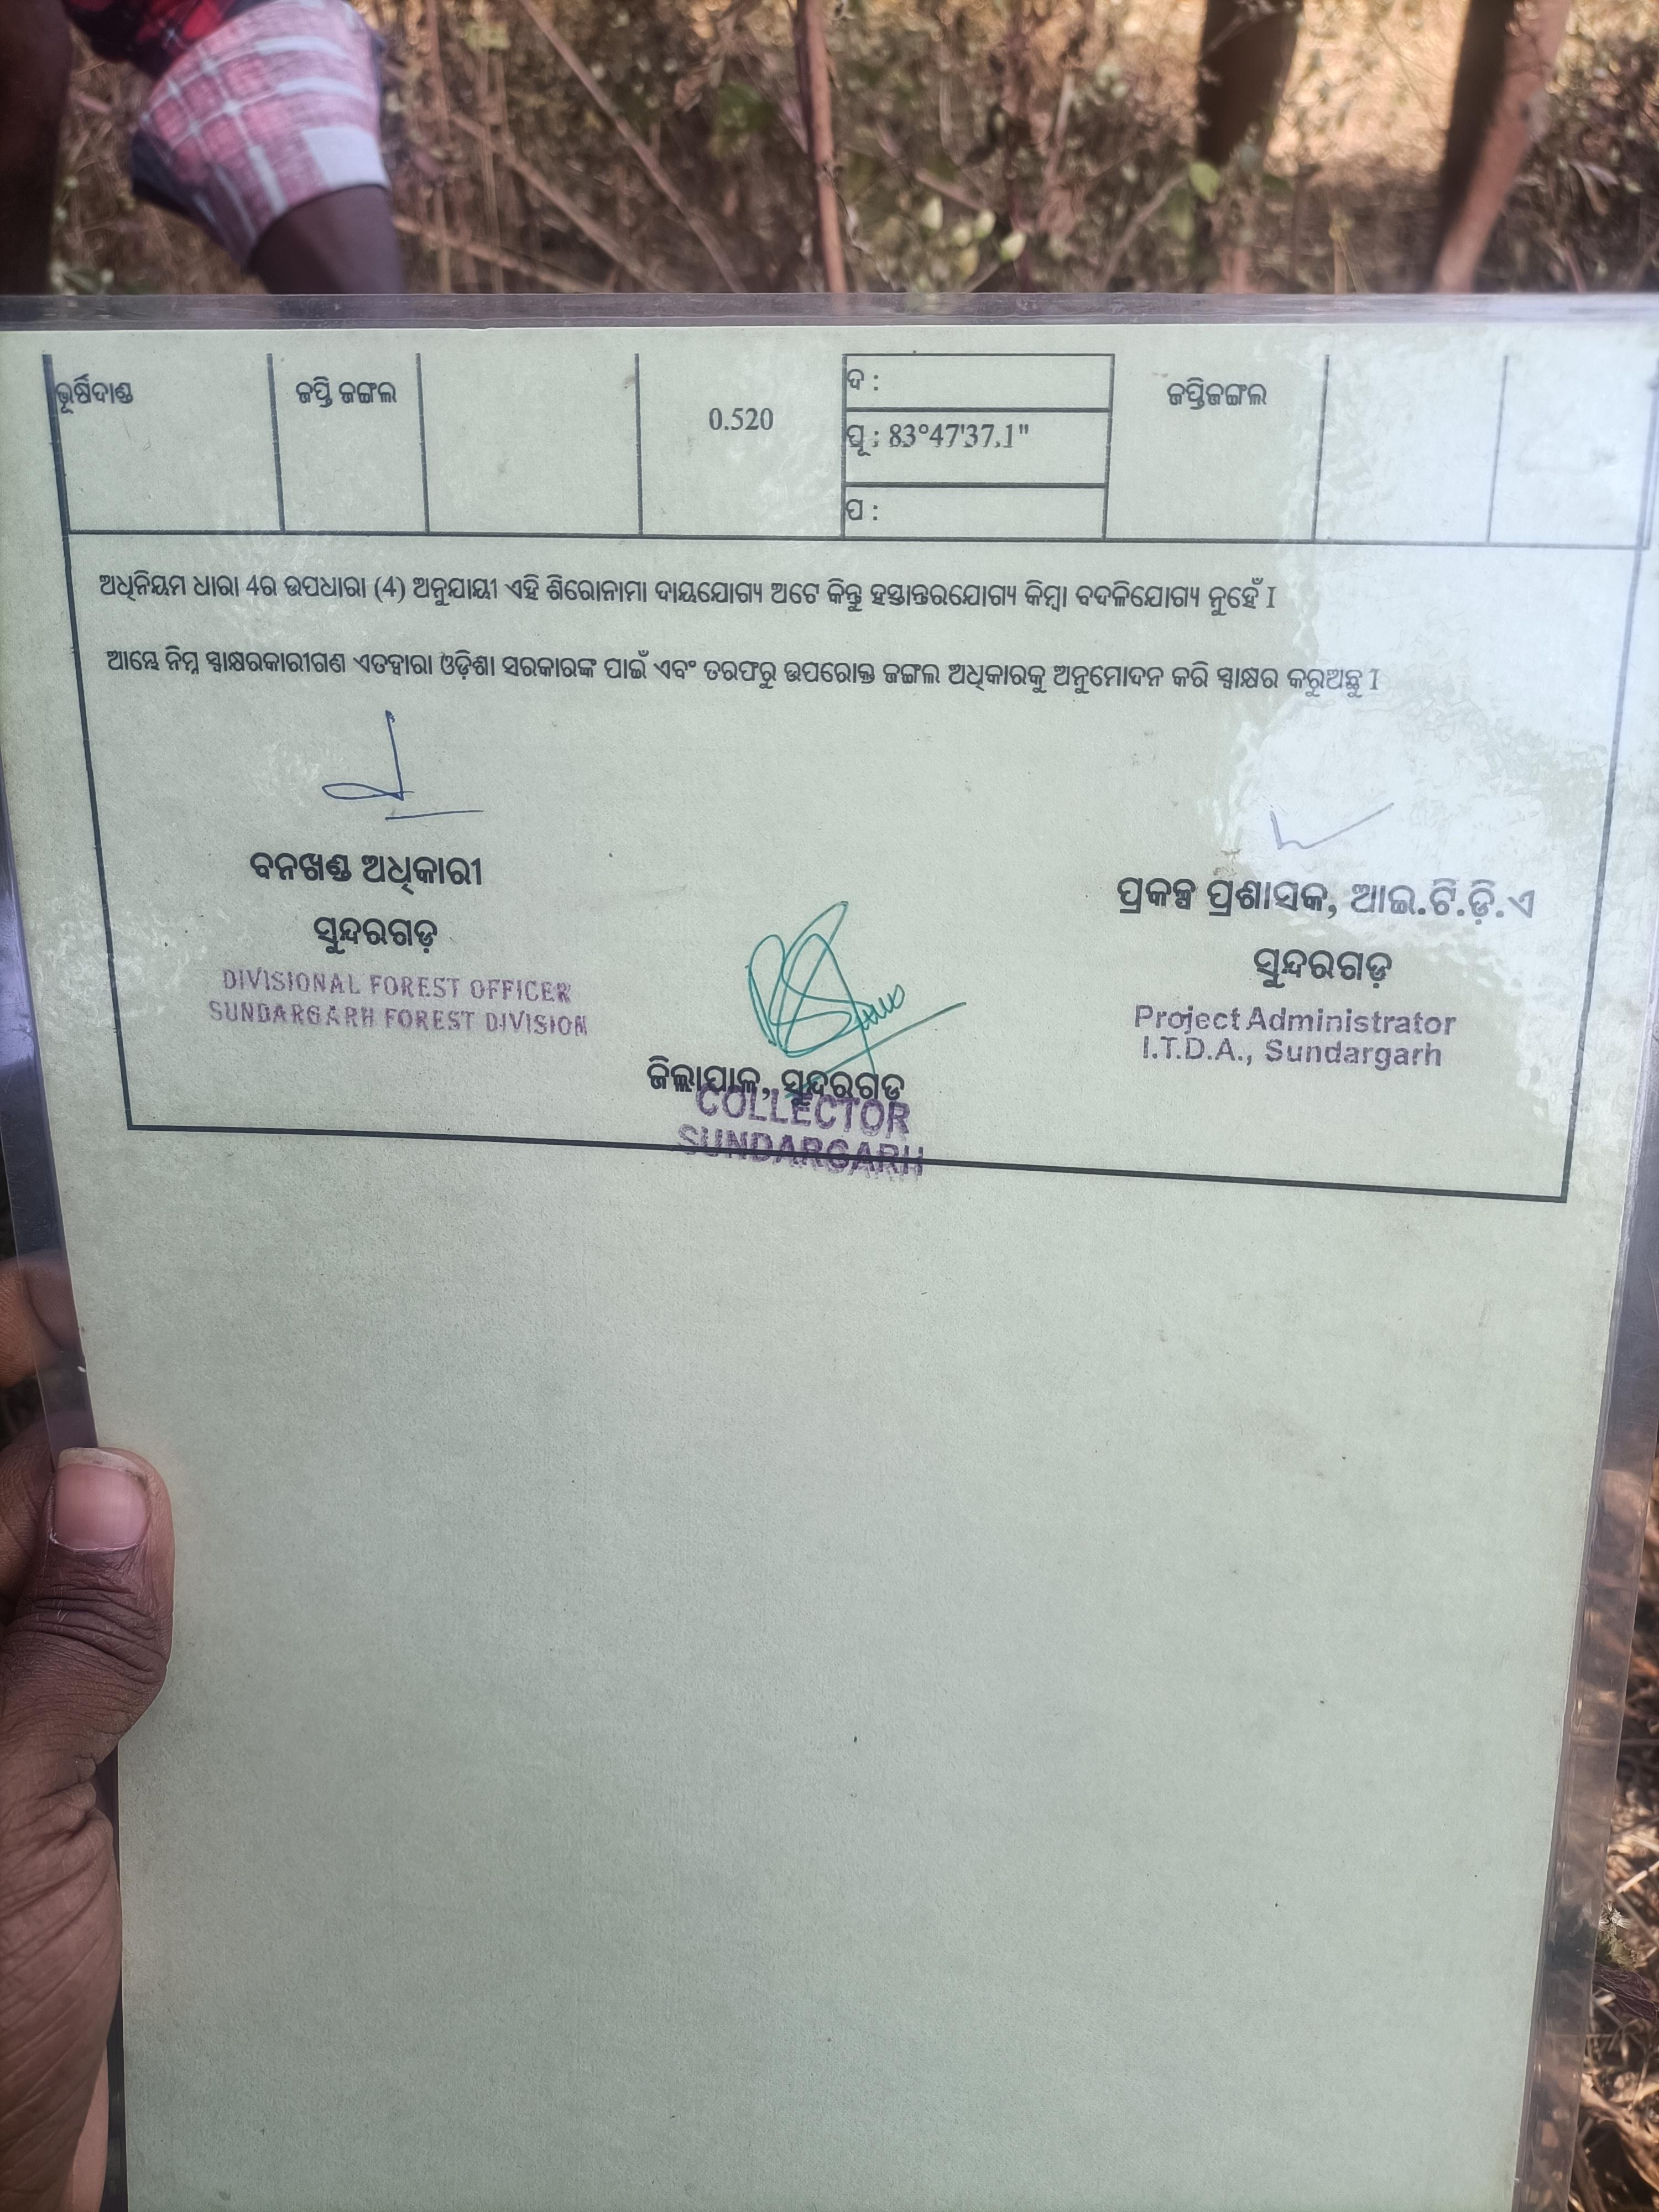 ଭୂର୍ଷିଦାଣ୍ଡ ଜପ୍ତି ଜଙ୍ଗଲ 0.520 ଦ : ଜପ୍ତିଜଙ୍ଗଲ
ପୂ : 83°47'37.1"
ପ :
ଅଧିନିୟମ ଧାରା 4ର ଉପଧାରା (4) ଅନୁଯାୟୀ ଏହି ଶିରୋନାମା ଦାୟଯୋଗ୍ୟ ଅଟେ କିନ୍ତୁ ହସ୍ତାନ୍ତରଯୋଗ୍ୟ କିମ୍ବା ବଦଳିଯୋଗ୍ୟ ନୁହେଁ I
ଆମ୍ଭେ ନିମ୍ନ ସ୍ୱାକ୍ଷରକାରୀଗଣ ଏତଦ୍ୱାରା ଓଡ଼ିଶା ସରକାରଙ୍କ ପାଇଁ ଏବଂ ତରଫରୁ ଉପରୋକ୍ତ ଜଙ୍ଗଲ ଅଧିକାରକୁ ଅନୁମୋଦନ କରି ସ୍ୱାକ୍ଷର କରୁଅଛୁ I
ବନଖଣ୍ଡ ଅଧିକାରୀ
ସୁନ୍ଦରଗଡ଼
DIVISIONAL FOREST OFFICER
SUNDARGARH FOREST DIVISION
ଜିଲ୍ଲାପାଳ, ସୁନ୍ଦରଗଡ଼
COLLECTOR
SUNDARGARH
ପ୍ରକଳ୍ପ ପ୍ରଶାସକ, ଆଇ.ଟି.ଡ଼ି.ଏ
ସୁନ୍ଦରଗଡ଼
Project Administrator
I.T.D.A., Sundargarh